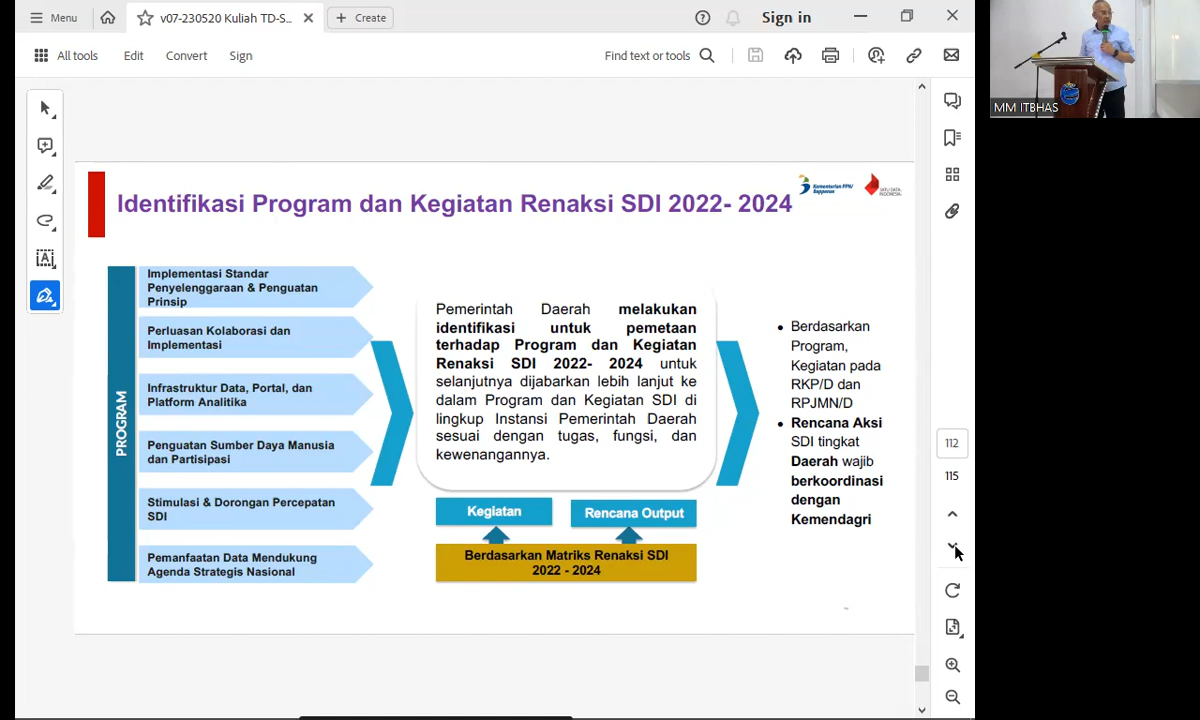 Menu
v07-230520 Kuliah TD-S...
Create
Sign in
All tools
Edit
Convert
Sign
Find text or tools
MM ITBHAS
Identifikasi Program dan Kegiatan Renaksi SDI 2022- 2024
Kementerian PPN/
Bappenas
SATU DATA
INDONESIA
PROGRAM
Implementasi Standar
Penyelenggaraan & Penguatan
Prinsip
Perluasan Kolaborasi dan
Implementasi
Infrastruktur Data, Portal, dan
Platform Analitika
Penguatan Sumber Daya Manusia
dan Partisipasi
Stimulasi & Dorongan Percepatan
SDI
Pemanfaatan Data Mendukung
Agenda Strategis Nasional
Pemerintah Daerah melakukan
identifikasi untuk pemetaan
terhadap Program dan Kegiatan
Renaksi SDI 2022- 2024 untuk
selanjutnya dijabarkan lebih lanjut ke
dalam Program dan Kegiatan SDI di
lingkup Instansi Pemerintah Daerah
sesuai dengan tugas, fungsi, dan
kewenangannya.
Kegiatan
Rencana Output
Berdasarkan Matriks Renaksi SDI
2022 - 2024
• Berdasarkan
Program,
Kegiatan pada
RKP/D dan
RPJMN/D
• Rencana Aksi
SDI tingkat
Daerah wajib
berkoordinasi
dengan
Kemendagri
112
115